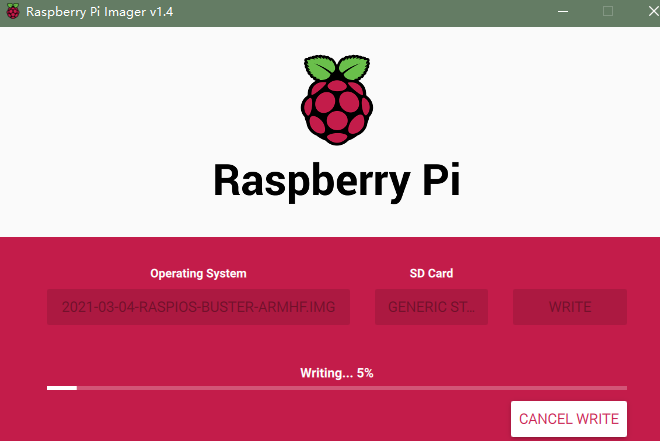 Raspberry Pi Imager v1.4
Raspberry Pi
Operating System
SD Card
2021-03-04-RASPIOS-BUSTER-ARMHF.IMG
GENERIC ST...
WRITE
Writing... 5%
CANCEL WRITE